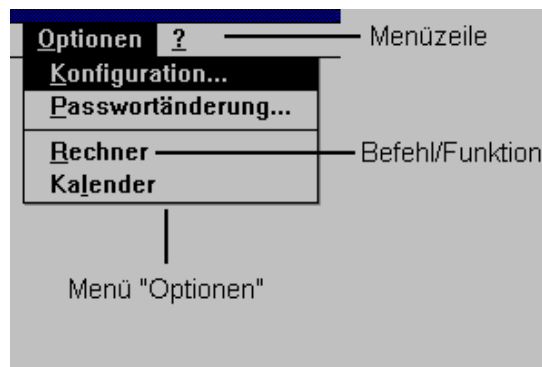 Optionen ? Menüzeile
Konfiguration...
Passwortänderung...
Rechner Befehl/Funktion
Kalender
Menü "Optionen"